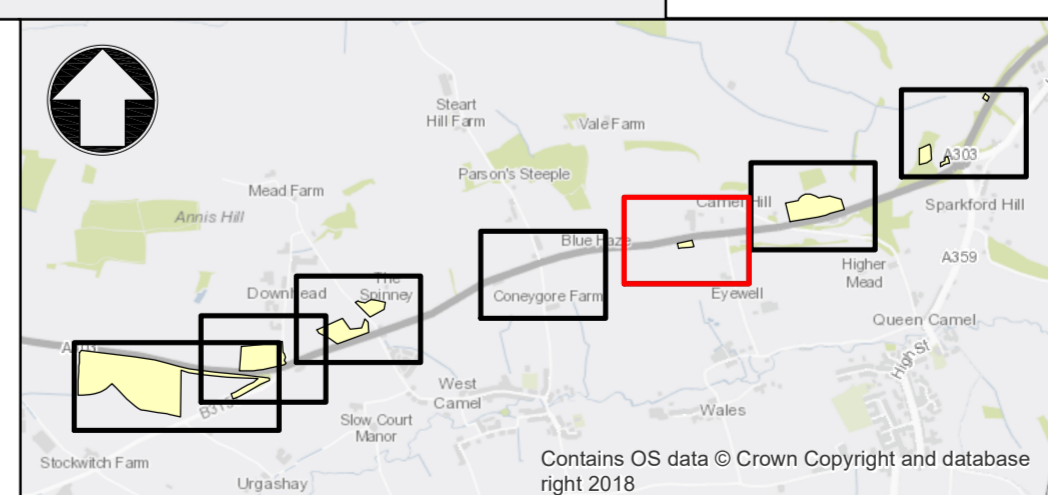 Steart
Hill Farm
Vale Farm
A303
Parson's Steeple
Mead Farm
Camel Hill
Sparkford Hill
Annis Hill
Blue Haze
A359
Higher
Mead
The
Spinney
Downhead
Coneygore Farm
Eyewell
Queen Camel
High St
West
Camel
Wales
Slow Court
Manor
Stockwitch Farm
Urgashay
Contains OS data © Crown Copyright and database
right 2018